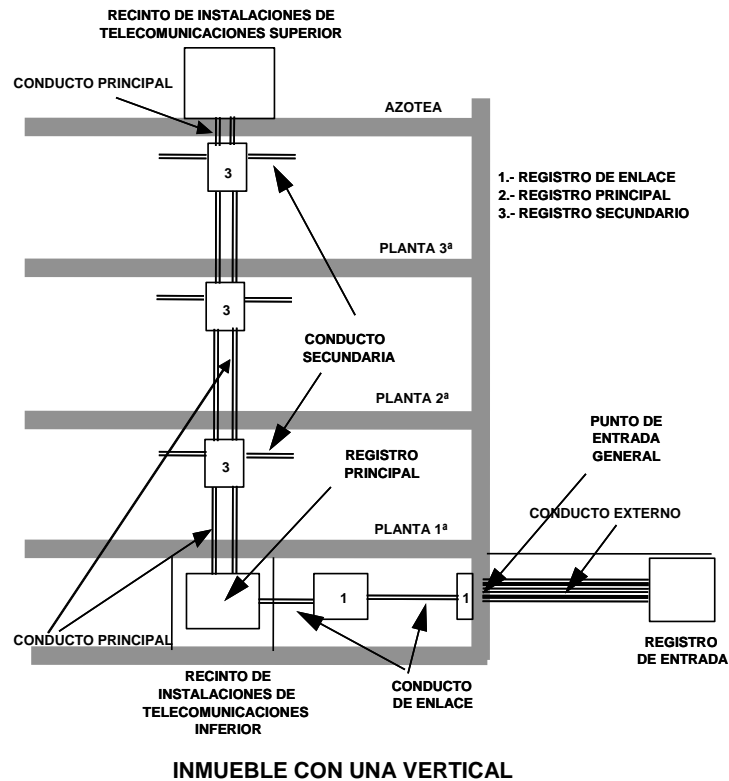 RECINTO DE INSTALACIONES DE
TELECOMUNICACIONES SUPERIOR
CONDUCTO PRINCIPAL
AZOTEA
3
1.- REGISTRO DE ENLACE
2.- REGISTRO PRINCIPAL
3.- REGISTRO SECUNDARIO
PLANTA 3ª
3
CONDUCTO
SECUNDARIA
PLANTA 2ª
PUNTO DE
ENTRADA
GENERAL
3
REGISTRO
PRINCIPAL
CONDUCTO EXTERNO
PLANTA 1ª
1
1
CONDUCTO PRINCIPAL
REGISTRO
DE ENTRADA
RECINTO DE
INSTALACIONES DE
TELECOMUNICACIONES
INFERIOR
CONDUCTO
DE ENLACE
INMUEBLE CON UNA VERTICAL